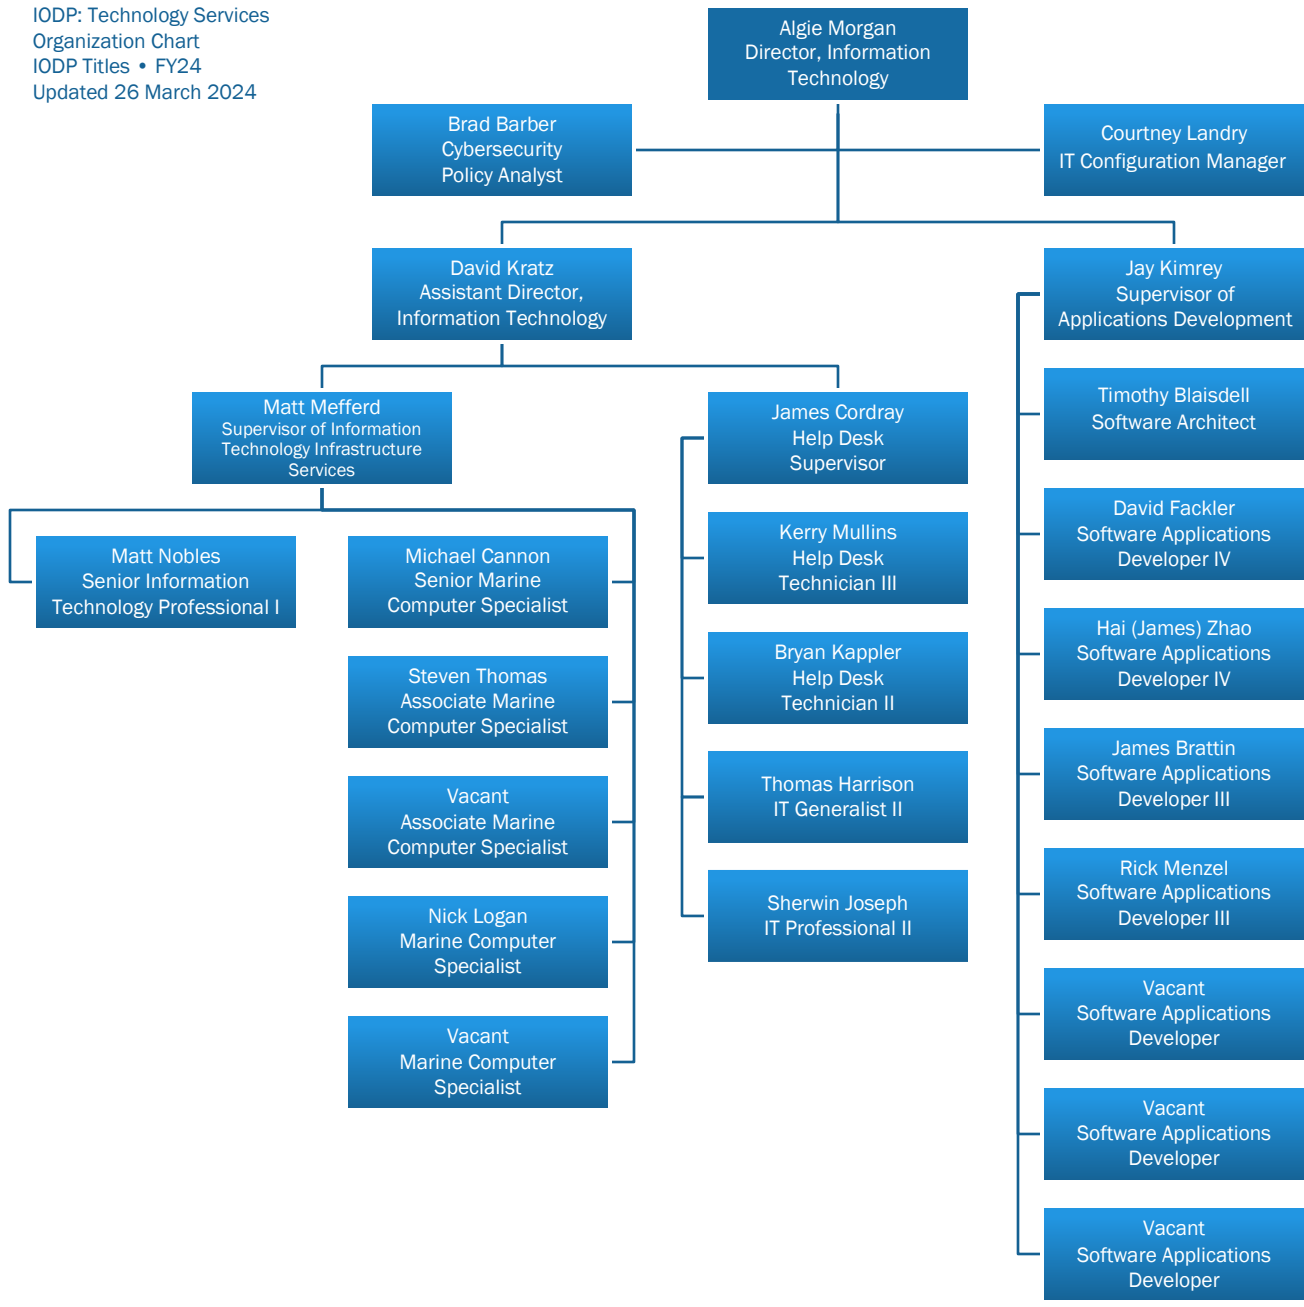 IODP: Technology Services
Organization Chart
IODP Titles • FY24
Updated 26 March 2024
Algie Morgan
Director, Information
Technology
Brad Barber
Cybersecurity
Policy Analyst
Courtney Landry
IT Configuration Manager
David Kratz
Assistant Director,
Information Technology
Jay Kimrey
Supervisor of
Applications Development
Matt Mefferd
Supervisor of Information
Technology Infrastructure
Services
Matt Nobles
Senior Information
Technology Professional I
Michael Cannon
Senior Marine
Computer Specialist
Steven Thomas
Associate Marine
Computer Specialist
Vacant
Associate Marine
Computer Specialist
Nick Logan
Marine Computer
Specialist
Vacant
Marine Computer
Specialist
James Cordray
Help Desk
Supervisor
Kerry Mullins
Help Desk
Technician III
Bryan Kappler
Help Desk
Technician II
Thomas Harrison
IT Generalist II
Sherwin Joseph
IT Professional II
Timothy Blaisdell
Software Architect
David Fackler
Software Applications
Developer IV
Hai (James) Zhao
Software Applications
Developer IV
James Brattin
Software Applications
Developer III
Rick Menzel
Software Applications
Developer III
Vacant
Software Applications
Developer
Vacant
Software Applications
Developer
Vacant
Software Applications
Developer